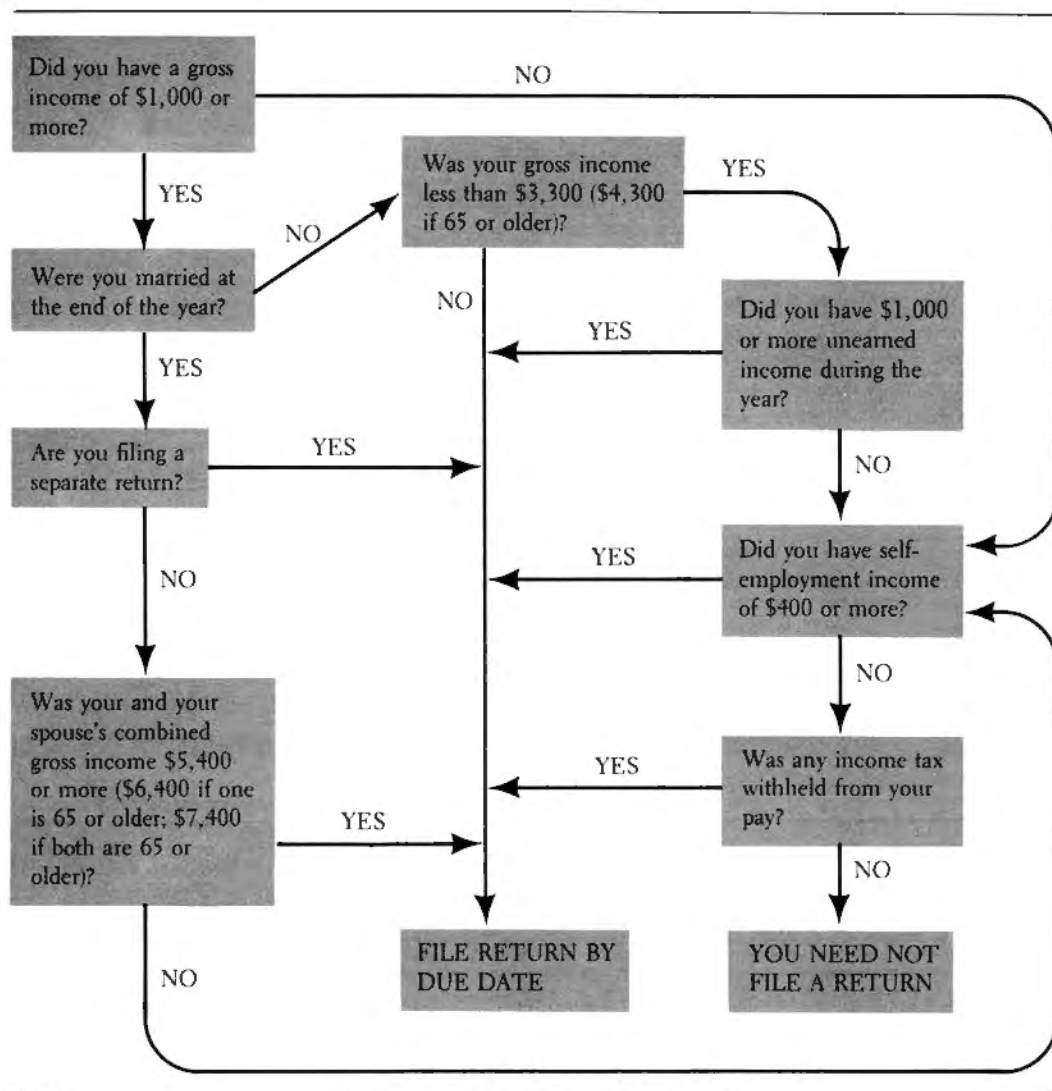 Did you have a gross
income of $1,000 or
more?
NO
YES
Was your gross income
less than $3,300 ($4,300
if 65 or older)?
YES
NO
Were you married at
the end of the year?
NO
Did you have $1,000
or more unearned
income during the
year?
YES
YES
NO
Are you filing a
separate return?
YES
Did you have self-
employment income
of $400 or more?
YES
NO
NO
Was your and your
spouse's combined
gross income $5,400
or more ($6,400 if one
is 65 or older; $7,400
if both are 65 or
older)?
YES
Was any income tax
withheld from your
pay?
YES
NO
NO
FILE RETURN BY
DUE DATE
YOU NEED NOT
FILE A RETURN